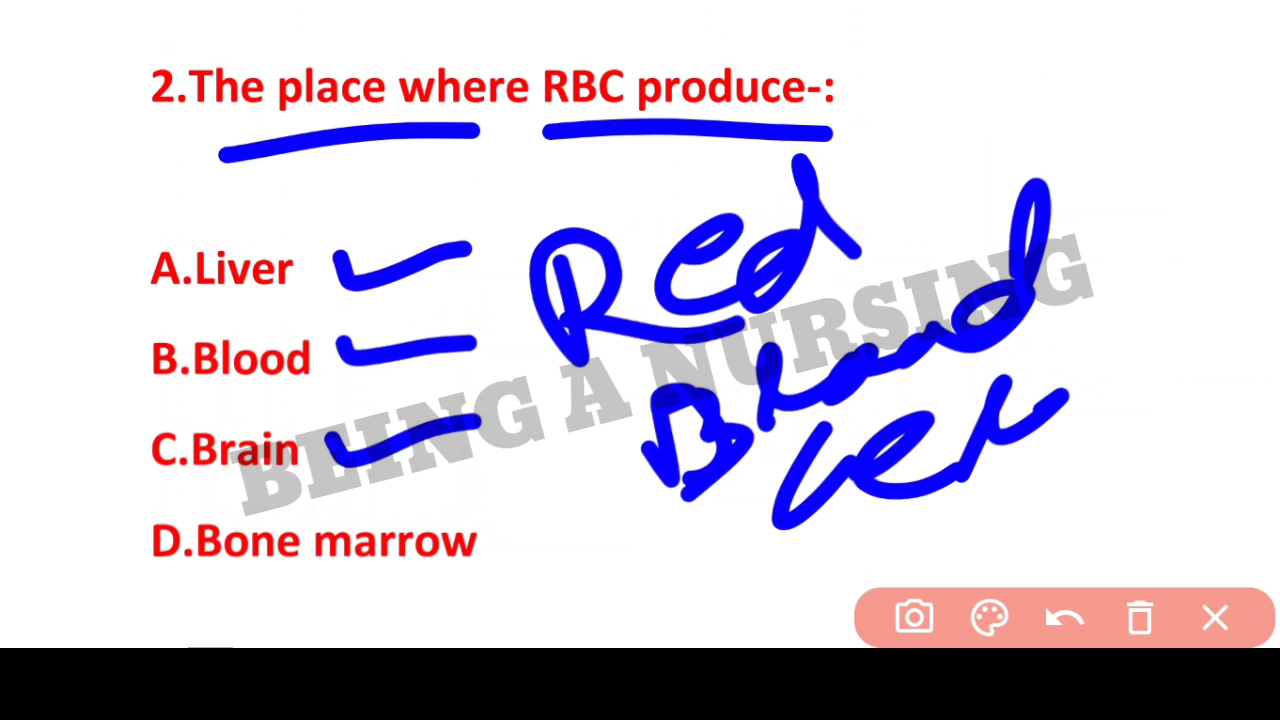 2.The place where RBC produce-:
A.Liver
B.Blood
C.Brain
D.Bone marrow
Red
BEING A NURSING